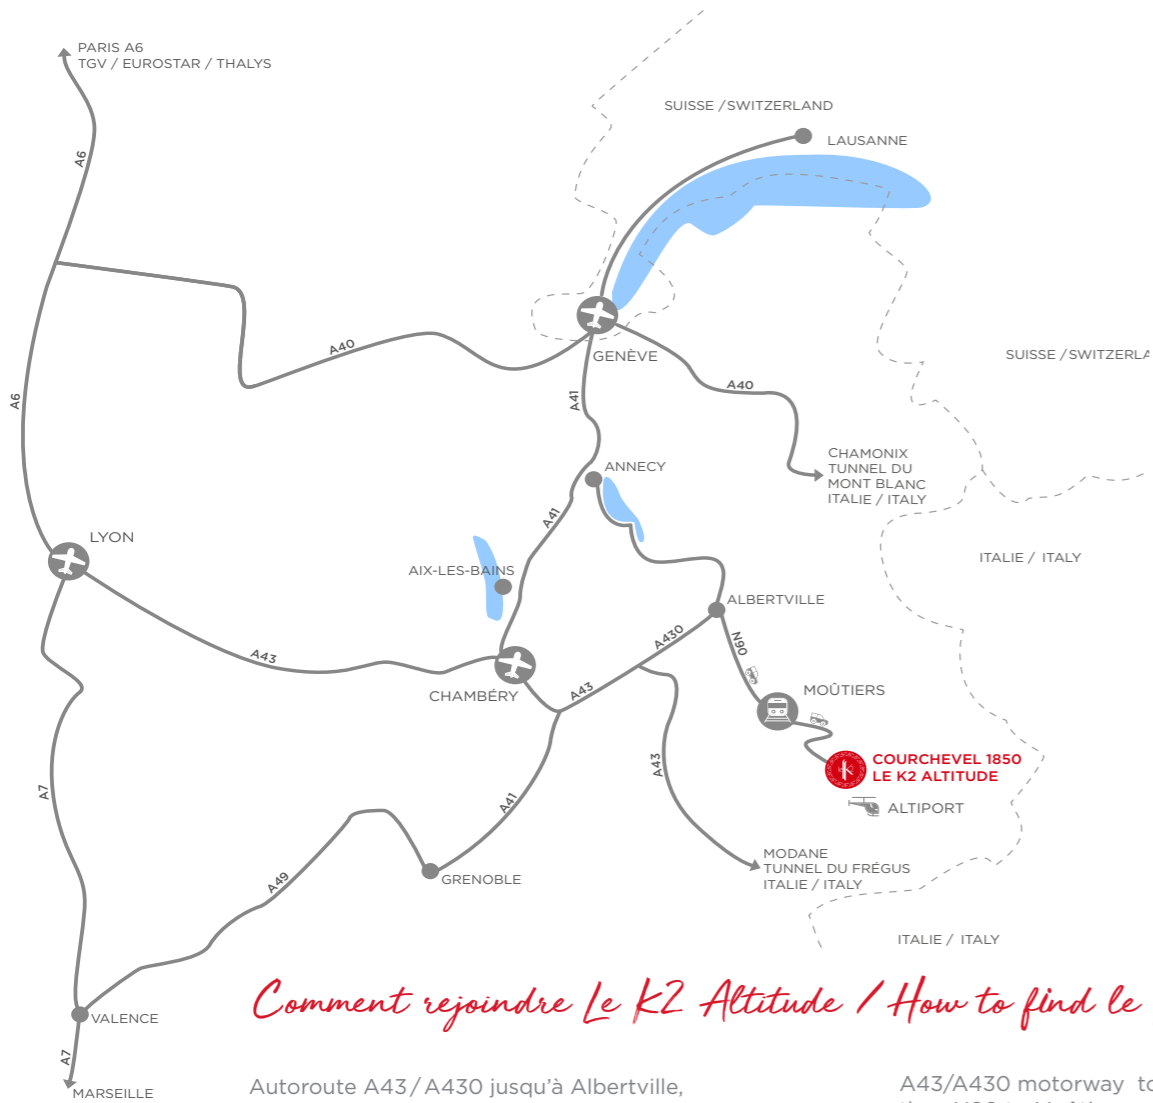 PARIS A6
TGV / EUROSTAR / THALYS
SUISSE / SWITZERLAND
LAUSANNE
A6
A40
GENÈVE
SUISSE / SWITZERLA
A6
A41
A40
CHAMONIX
TUNNEL DU
MONT BLANC
ITALIE / ITALY
ANNECY
A41
LYON
ITALIE / ITALY
AIX-LES-BAINS
ALBERTVILLE
A43
A430
N90
CHAMBÉRY
A43
MOÛTIERS
COURCHEVEL 1850
LE K2 ALTITUDE
A43
ALTIPORT
A7
A41
MODANE
TUNNEL DU FRÉGUS
ITALIE / ITALY
A49
GRENOBLE
ITALIE / ITALY
Comment rejoindre Le K2 Altitude / How to find le
VALENCE
A7
MARSEILLE
Autoroute A43 / A430 jusqu'à Albertville,
A43/A430 motorway to